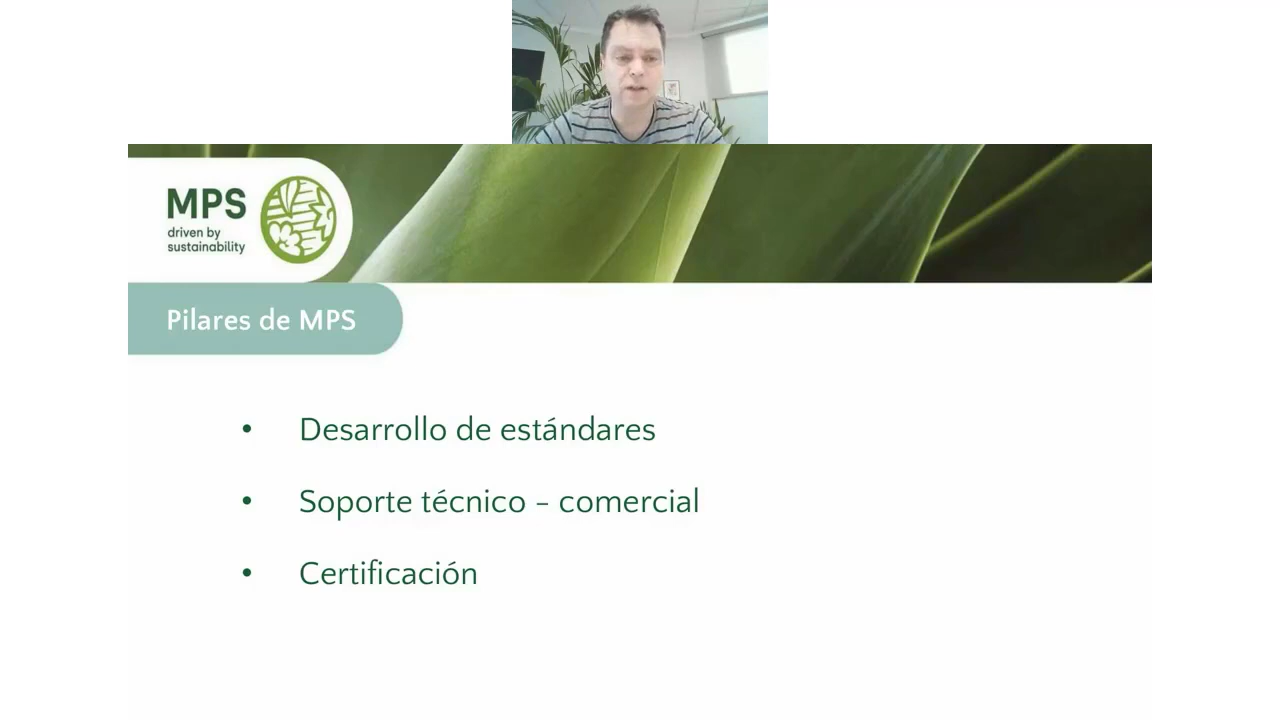 MPS
driven by
sustainability
Pilares de MPS
• Desarrollo de estándares
• Soporte técnico – comercial
• Certificación